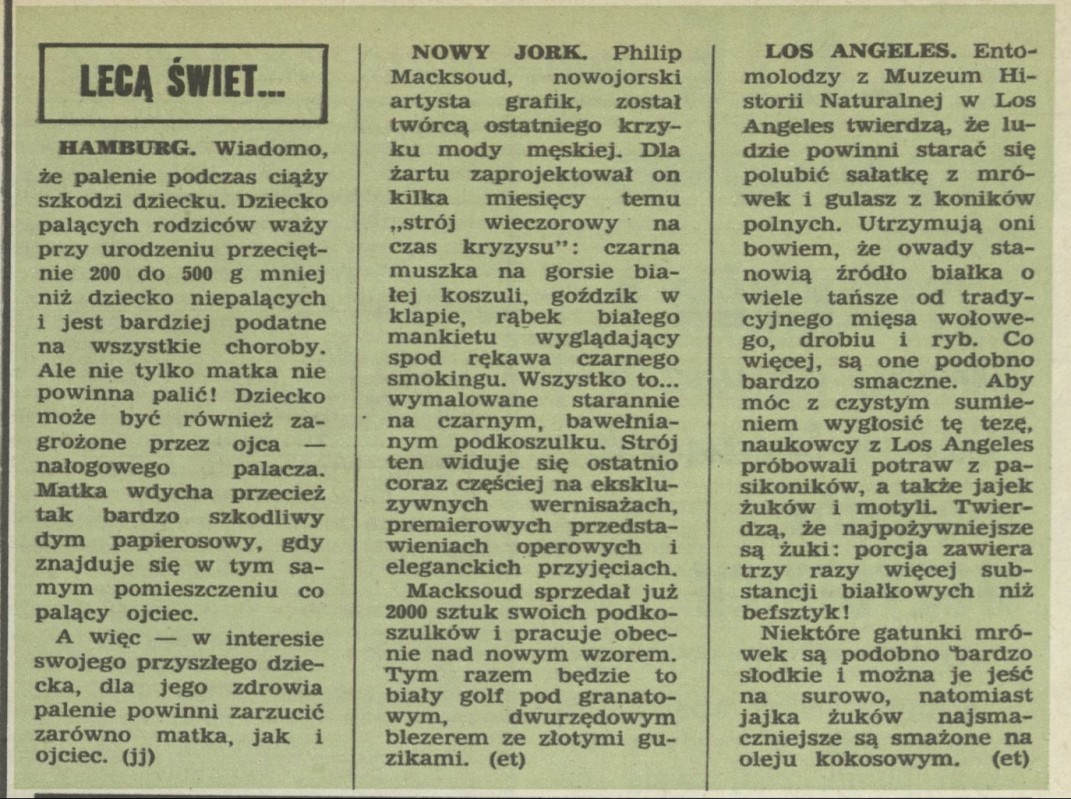 LECĄ ŚWIET...
HAMBURG. Wiadomo,
że palenie podczas ciąży
szkodzi dziecku. Dziecko
palących rodziców waży
przy urodzeniu przecięt-
nie 200 do 500 g mniej
niż dziecko niepalących
i jest bardziej podatne
na wszystkie choroby.
Ale nie tylko matka nie
powinna palić! Dziecko
może być również za-
grożone przez ojca —
nałogowego palacza.
Matka wdycha przecież
tak bardzo szkodliwy
dym papierosowy, gdy
znajduje się w tym sa-
mym pomieszczeniu co
palący ojciec.
A więc — w interesie
swojego przyszłego dzie-
cka, dla jego zdrowia
palenie powinni zarzucić
zarówno matka, jak i
ojciec. (jj)
NOWY JORK. Philip
Macksoud, nowojorski
artysta grafik, został
twórcą ostatniego krzy-
ku mody męskiej. Dla
żartu zaprojektował on
kilka miesięcy temu
„strój wieczorowy na
czas kryzysu”: czarna
muszka na gorsie bia-
łej koszuli, goździk w
klapie, rąbek białego
mankietu wyglądający
spod rękawa czarnego
smokingu. Wszystko to...
wymalowane starannie
na czarnym, bawełnia-
nym podkoszulku. Strój
ten widuje się ostatnio
coraz częściej na eksklu-
zywnych wernisażach,
premierowych przedsta-
wieniach operowych i
eleganckich przyjęciach.
Macksoud sprzedał już
2000 sztuk swoich podko-
szulków i pracuje obec-
nie nad nowym wzorem.
Tym razem będzie to
biały golf pod granato-
wym, dwurzędowym
blezerem ze złotymi gu-
zikami. (et)
LOS ANGELES. Ento-
molodzy z Muzeum Hi-
storii Naturalnej w Los
Angeles twierdzą, że lu-
dzie powinni starać się
polubić sałatkę z mró-
wek i gulasz z koników
polnych. Utrzymują oni
bowiem, że owady sta-
nowią źródło białka o
wiele tańsze od trady-
cyjnego mięsa wołowe-
go, drobiu i ryb. Co
więcej, są one podobno
bardzo smaczne. Aby
móc z czystym sumie-
niem wygłosić tę tezę,
naukowcy z Los Angeles
próbowali potraw z pa-
sikoników, a także jajek
żuków i motyli. Twier-
dzą, że najpożywniejsze
są żuki: porcja zawiera
trzy razy więcej sub-
stancji białkowych niż
befsztyk!
Niektóre gatunki mró-
wek są podobno bardzo
słodkie i można je jeść
na surowo, natomiast
jajka żuków najsma-
czniejsze są smażone na
oleju kokosowym. (et)